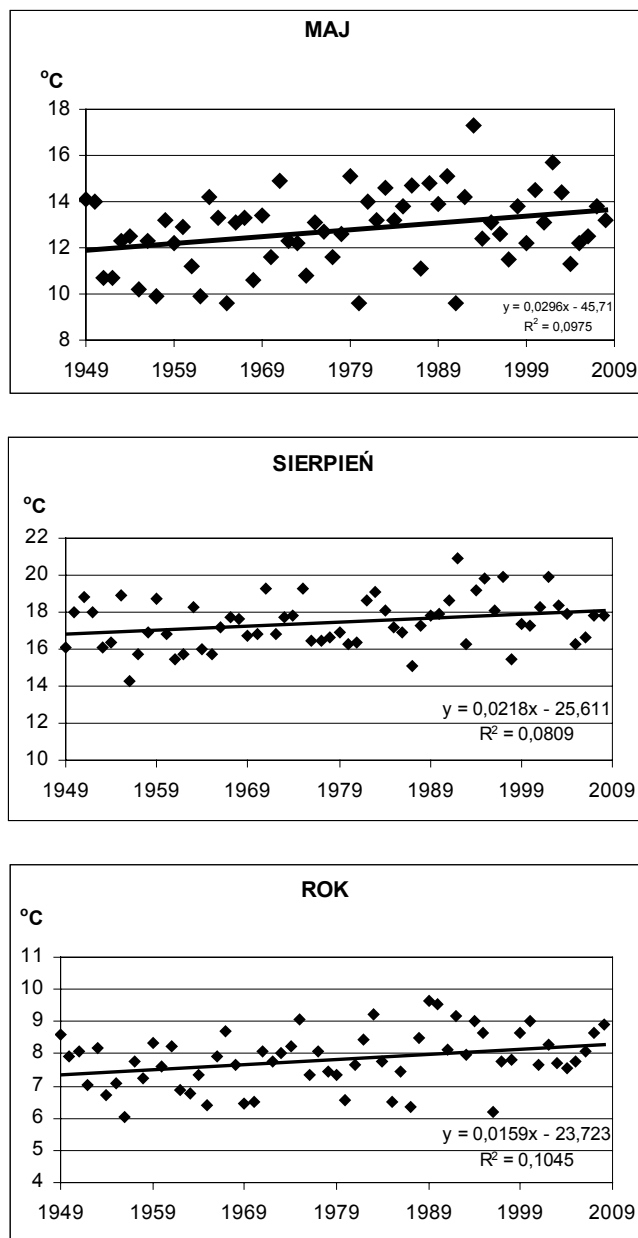 MAJ
°C
18
16
14
12
10
8
y = 0,0296x - 45,71
R² = 0,0975
1949 1959 1969 1979 1989 1999 2009
SIERPIEŃ
°C
22
20
18
16
14
12
10
y = 0,0218x - 25,611
R² = 0,0809
1949 1959 1969 1979 1989 1999 2009
ROK
°C
11
10
9
8
7
6
5
4
y = 0,0159x - 23,723
R² = 0,1045
1949 1959 1969 1979 1989 1999 2009